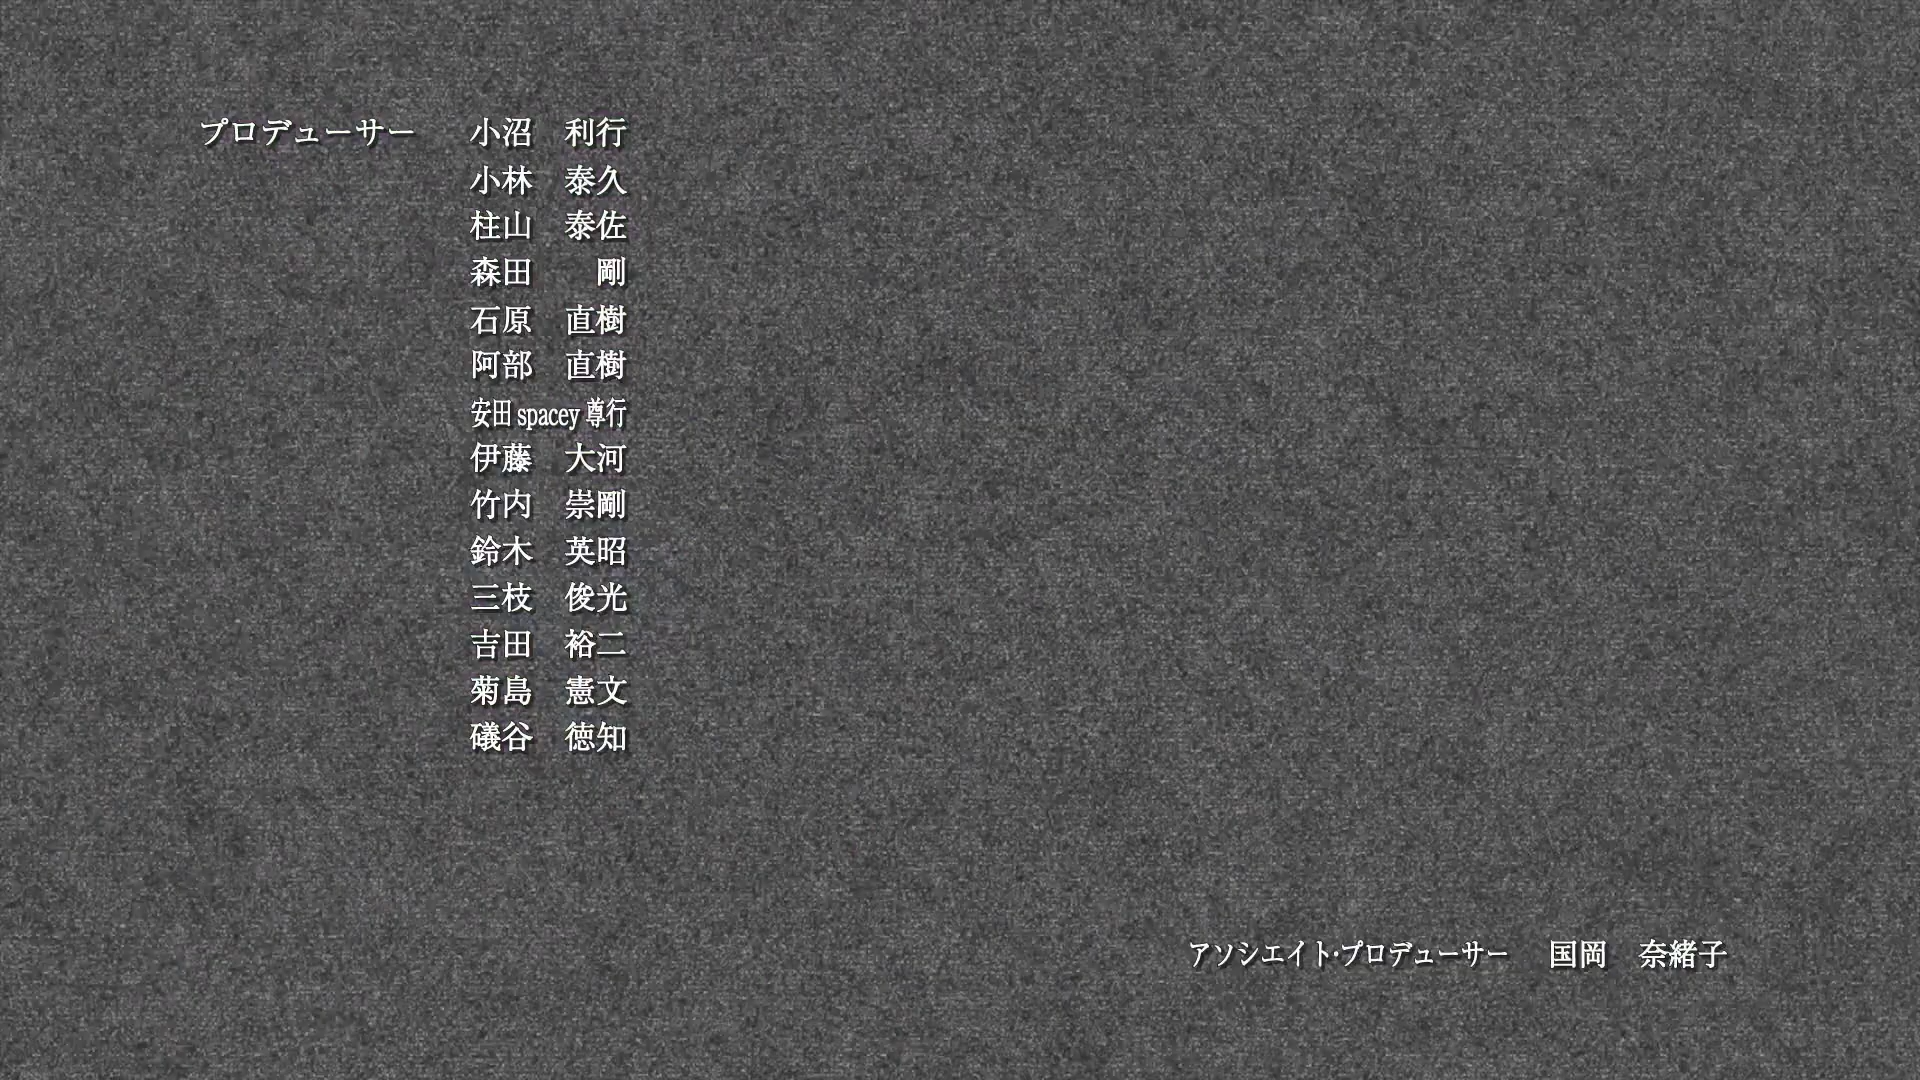 プロデューサー　小沼　利行
小林　泰久
柱山　泰佐
森田　　剛
石原　直樹
阿部　直樹
安田 spacey 尊行
伊藤　大河
竹内　崇剛
鈴木　英昭
三枝　俊光
吉田　裕二
菊島　憲文
礒谷　徳知
アソシエイト・プロデューサー　国岡　奈緒子